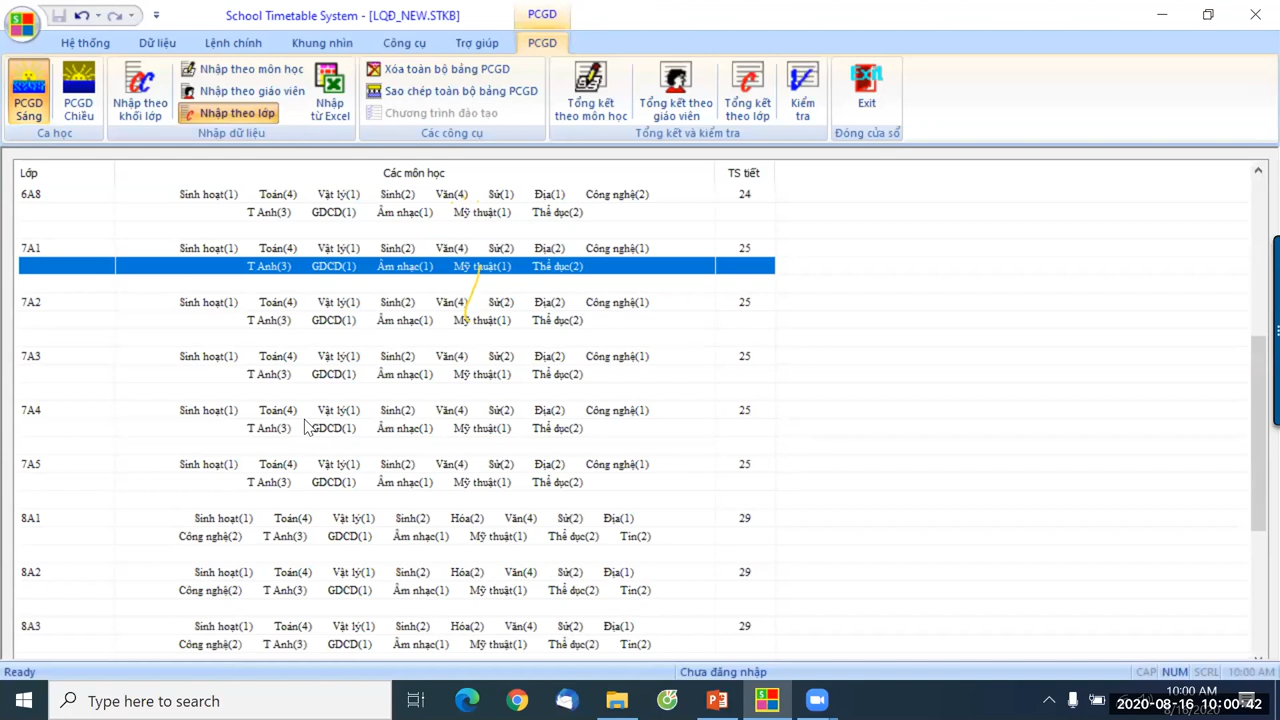 School Timetable System - [LQĐ_NEW.STKB]
PCGD
Hệ thống Dữ liệu Lệnh chính Khung nhìn Công cụ Trợ giúp PCGD
PCGD Sáng
PCGD Chiều
Ca học
Nhập theo khối lớp
Nhập theo môn học
Nhập theo giáo viên
Nhập theo lớp
Nhập từ Excel
Nhập dữ liệu
Xóa toàn bộ bảng PCGD
Sao chép toàn bộ bảng PCGD
Chương trình đào tao
Các công cụ
Tổng kết theo môn học
Tổng kết theo giáo viên
Tổng kết theo lớp
Kiểm tra
Tổng kết và kiểm tra
Exit
Đóng cửa sổ
Lớp Các môn học TS tiết
6A8 Sinh hoạt(1) Toán(4) Vật lý(1) Sinh(2) Văn(4) Sử(1) Địa(1) Công nghệ(2) 24
T Anh(3) GDCD(1) Âm nhạc(1) Mỹ thuật(1) Thể dục(2)
7A1 Sinh hoạt(1) Toán(4) Vật lý(1) Sinh(2) Văn(4) Sử(2) Địa(2) Công nghệ(1) 25
T Anh(3) GDCD(1) Âm nhạc(1) Mỹ thuật(1) Thể dục(2)
7A2 Sinh hoạt(1) Toán(4) Vật lý(1) Sinh(2) Văn(4) Sử(2) Địa(2) Công nghệ(1) 25
T Anh(3) GDCD(1) Âm nhạc(1) Mỹ thuật(1) Thể dục(2)
7A3 Sinh hoạt(1) Toán(4) Vật lý(1) Sinh(2) Văn(4) Sử(2) Địa(2) Công nghệ(1) 25
T Anh(3) GDCD(1) Âm nhạc(1) Mỹ thuật(1) Thể dục(2)
7A4 Sinh hoạt(1) Toán(4) Vật lý(1) Sinh(2) Văn(4) Sử(2) Địa(2) Công nghệ(1) 25
T Anh(3) GDCD(1) Âm nhạc(1) Mỹ thuật(1) Thể dục(2)
7A5 Sinh hoạt(1) Toán(4) Vật lý(1) Sinh(2) Văn(4) Sử(2) Địa(2) Công nghệ(1) 25
T Anh(3) GDCD(1) Âm nhạc(1) Mỹ thuật(1) Thể dục(2)
8A1 Sinh hoạt(1) Toán(4) Vật lý(1) Sinh(2) Hóa(2) Văn(4) Sử(2) Địa(1) 29
Công nghệ(2) T Anh(3) GDCD(1) Âm nhạc(1) Mỹ thuật(1) Thể dục(2) Tin(2)
8A2 Sinh hoạt(1) Toán(4) Vật lý(1) Sinh(2) Hóa(2) Văn(4) Sử(2) Địa(1) 29
Công nghệ(2) T Anh(3) GDCD(1) Âm nhạc(1) Mỹ thuật(1) Thể dục(2) Tin(2)
8A3 Sinh hoạt(1) Toán(4) Vật lý(1) Sinh(2) Hóa(2) Văn(4) Sử(2) Địa(1) 29
Công nghệ(2) T Anh(3) GDCD(1) Âm nhạc(1) Mỹ thuật(1) Thể dục(2) Tin(2)
Ready Chưa đăng nhập CAP NUM SCRL 10:00 AM
Type here to search
10:00 AM
2020-08-16 10:00:42